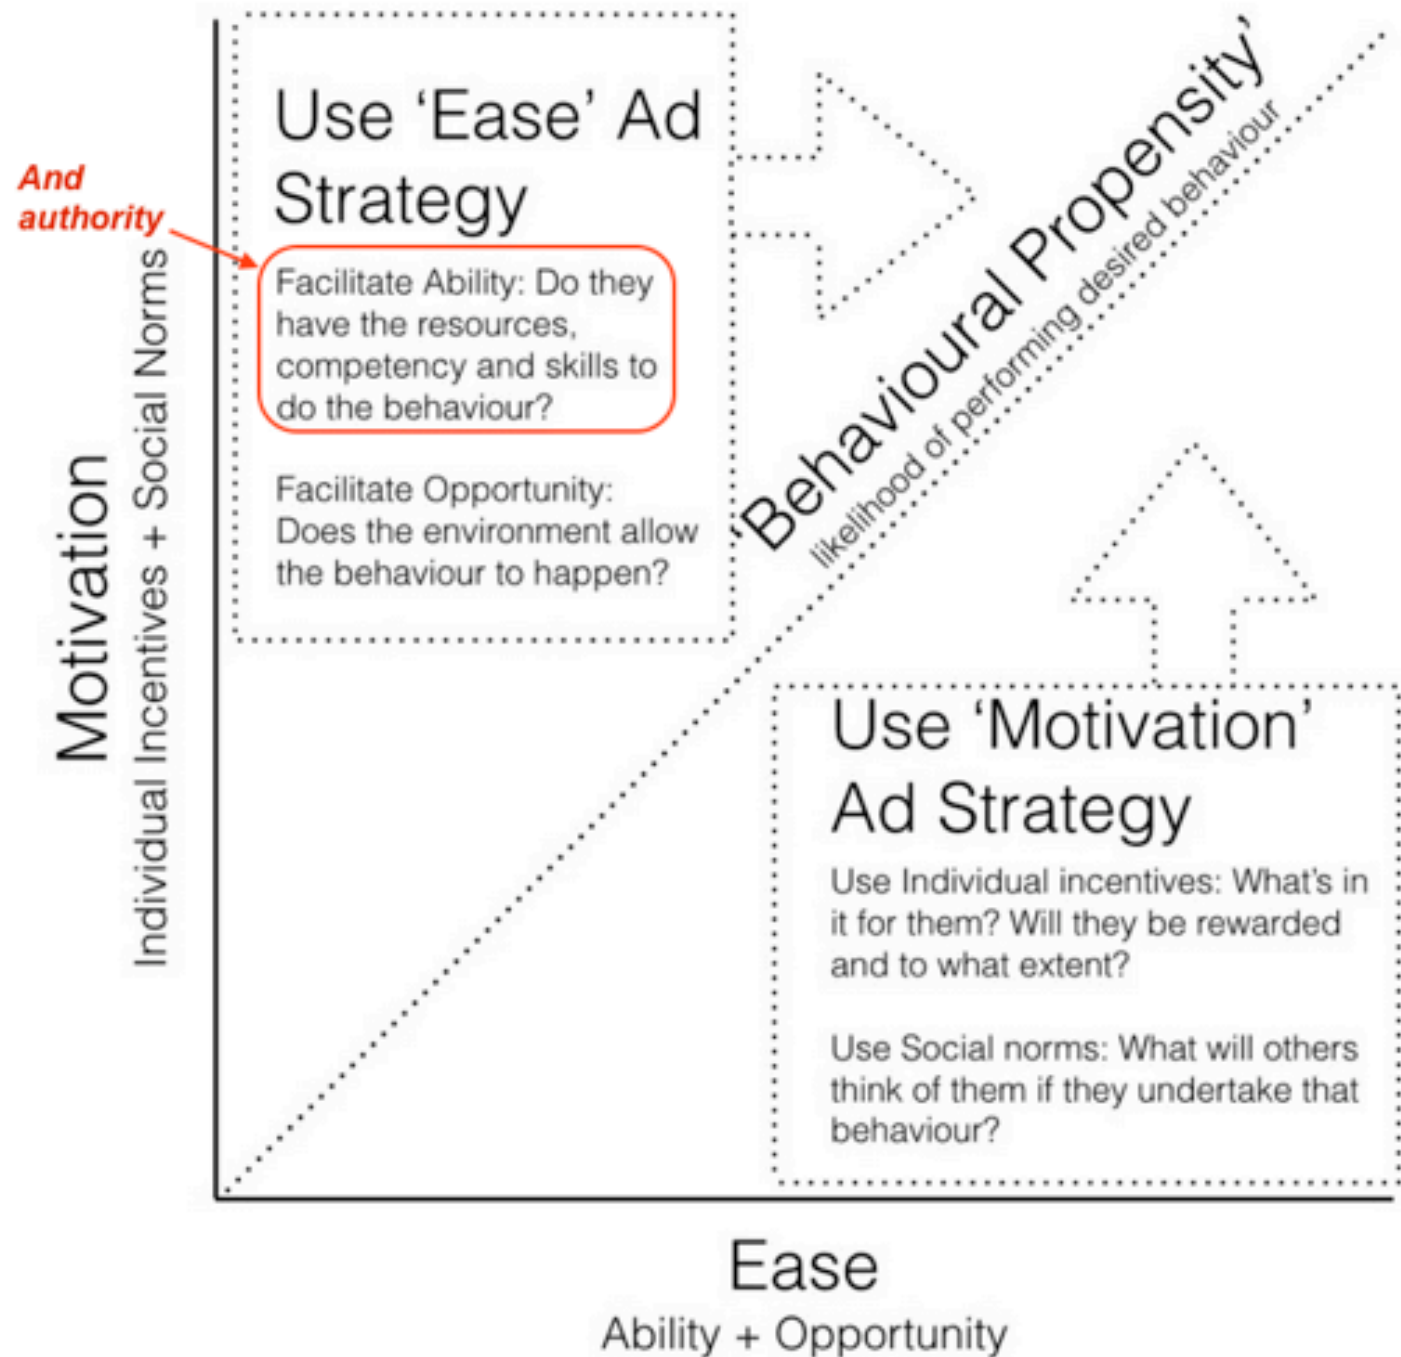 Use ‘Ease’ Ad
Strategy
And
authority
Facilitate Ability: Do they
have the resources,
competency and skills to
do the behaviour?
Facilitate Opportunity:
Does the environment allow
the behaviour to happen?
‘Behavioural Propensity’
likelihood of performing desired behaviour
Motivation
Individual Incentives + Social Norms
Use ‘Motivation’
Ad Strategy
Use Individual incentives: What’s in
it for them? Will they be rewarded
and to what extent?
Use Social norms: What will others
think of them if they undertake that
behaviour?
Ease
Ability + Opportunity